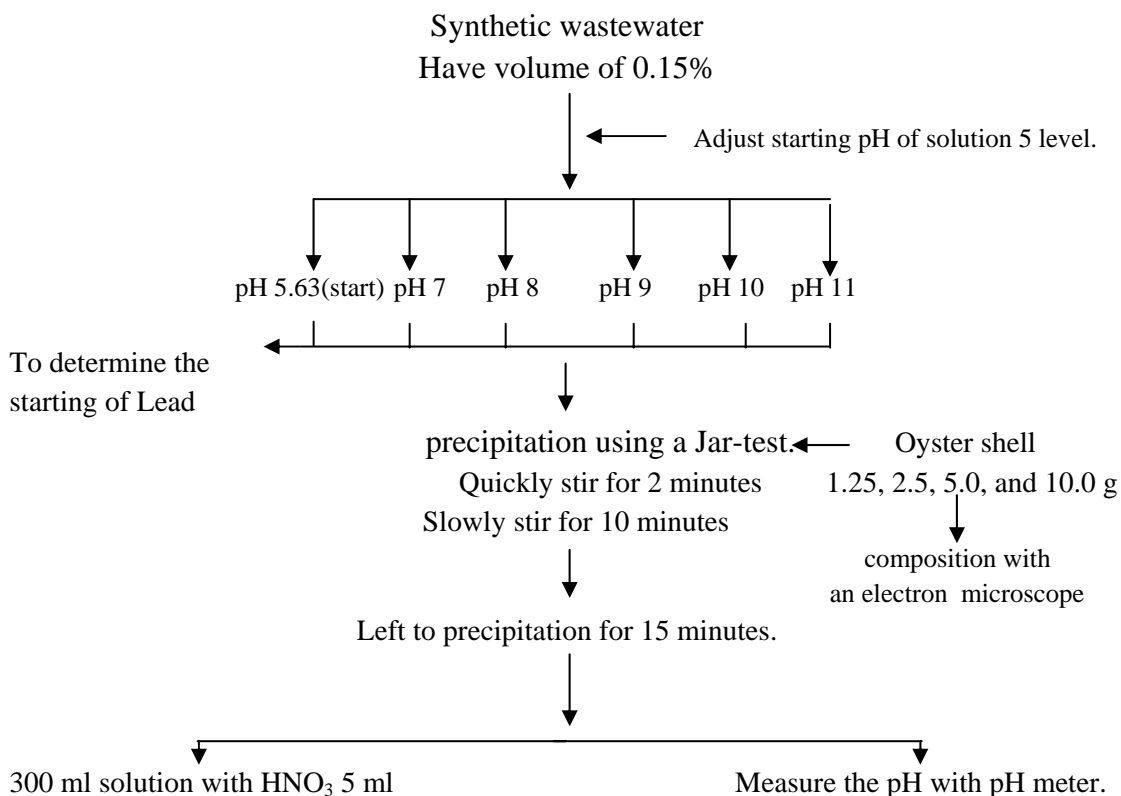 Synthetic wastewater
Have volume of 0.15%
Adjust starting pH of solution 5 level.
pH 5.63(start) pH 7 pH 8 pH 9 pH 10 pH 11
To determine the
starting of Lead
precipitation using a Jar-test.
Quickly stir for 2 minutes
Slowly stir for 10 minutes
Oyster shell
1.25, 2.5, 5.0, and 10.0 g
composition with
an electron microscope
Left to precipitation for 15 minutes.
300 ml solution with HNO₃ 5 ml
Measure the pH with pH meter.